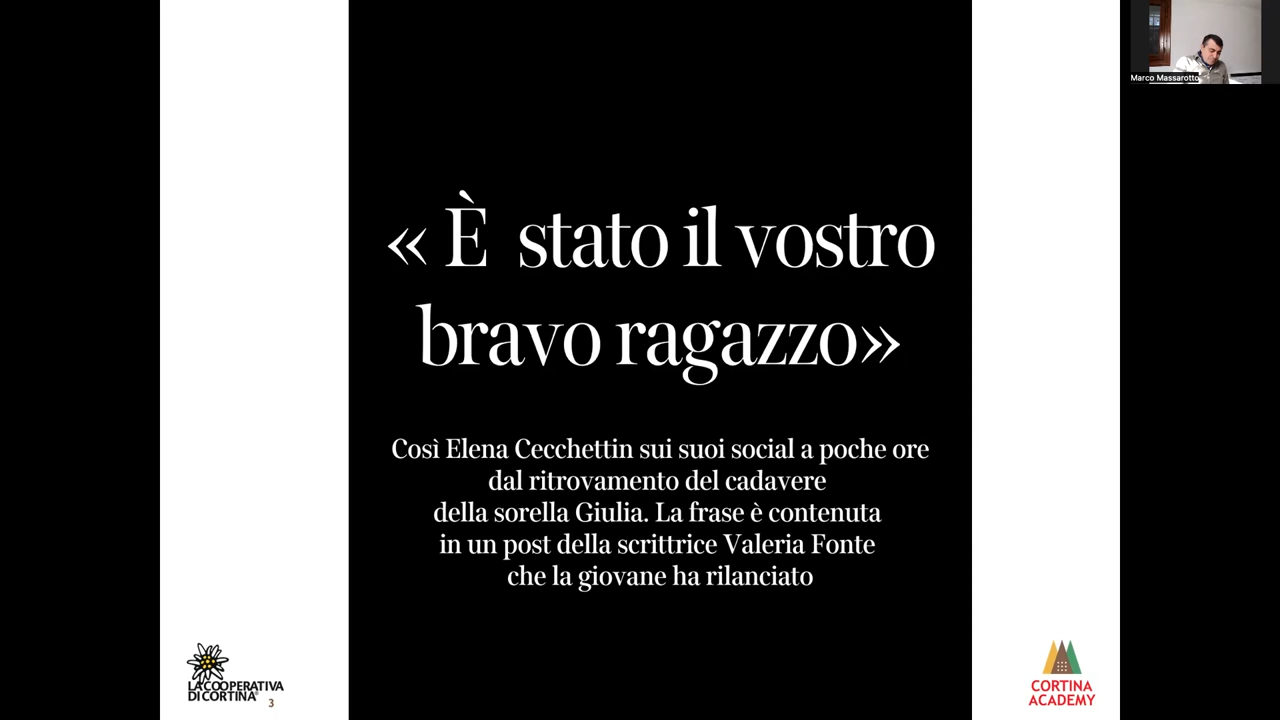 Marco Massarotto
« È stato il vostro
bravo ragazzo»
Così Elena Cecchettin sui suoi social a poche ore
dal ritrovamento del cadavere
della sorella Giulia. La frase è contenuta
in un post della scrittrice Valeria Fonte
che la giovane ha rilanciato
LA COOPERATIVA
DI CORTINA®
3
CORTINA
ACADEMY